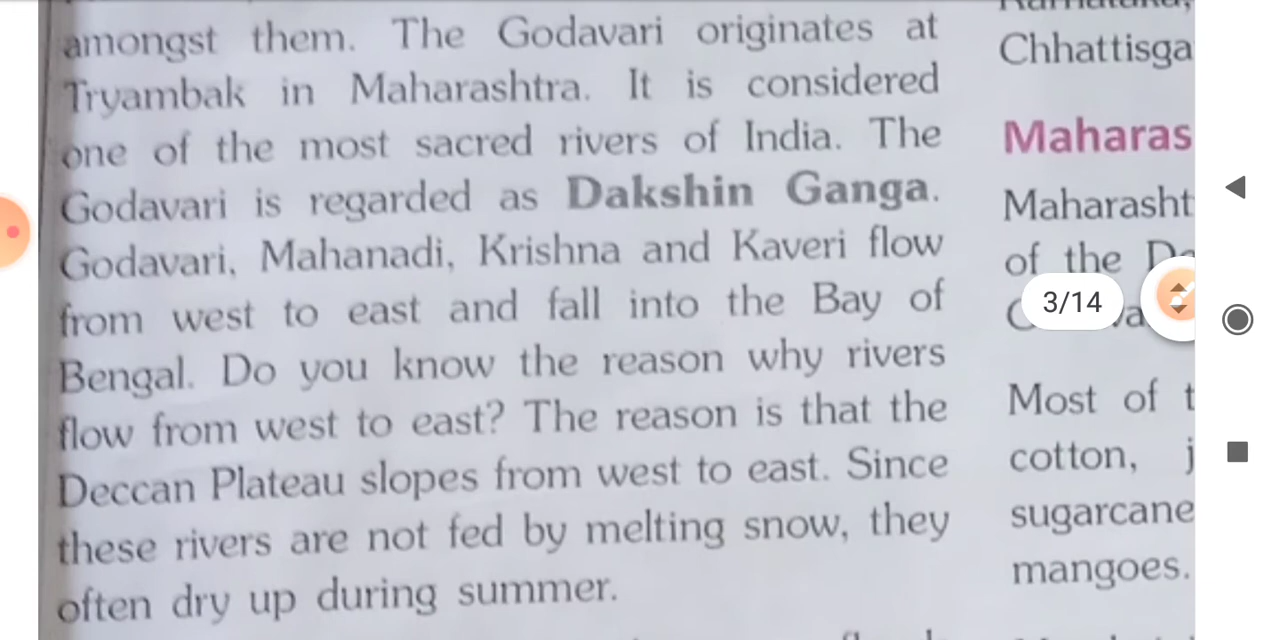 amongst them. The Godavari originates at
Tryambak in Maharashtra. It is considered
one of the most sacred rivers of India. The
Godavari is regarded as Dakshin Ganga.
Godavari, Mahanadi, Krishna and Kaveri flow
from west to east and fall into the Bay of
Bengal. Do you know the reason why rivers
flow from west to east? The reason is that the
Deccan Plateau slopes from west to east. Since
these rivers are not fed by melting snow, they
often dry up during summer.
Chhattisga
Maharas
Maharasht
of the De
3/14
Most of t
cotton, j
sugarcane
mangoes.